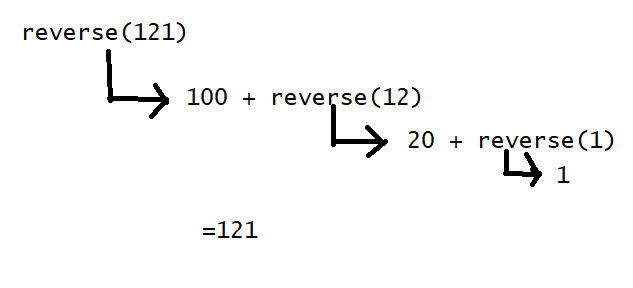 reverse(121)
100 + reverse(12)
20 + reverse(1)
1
=121